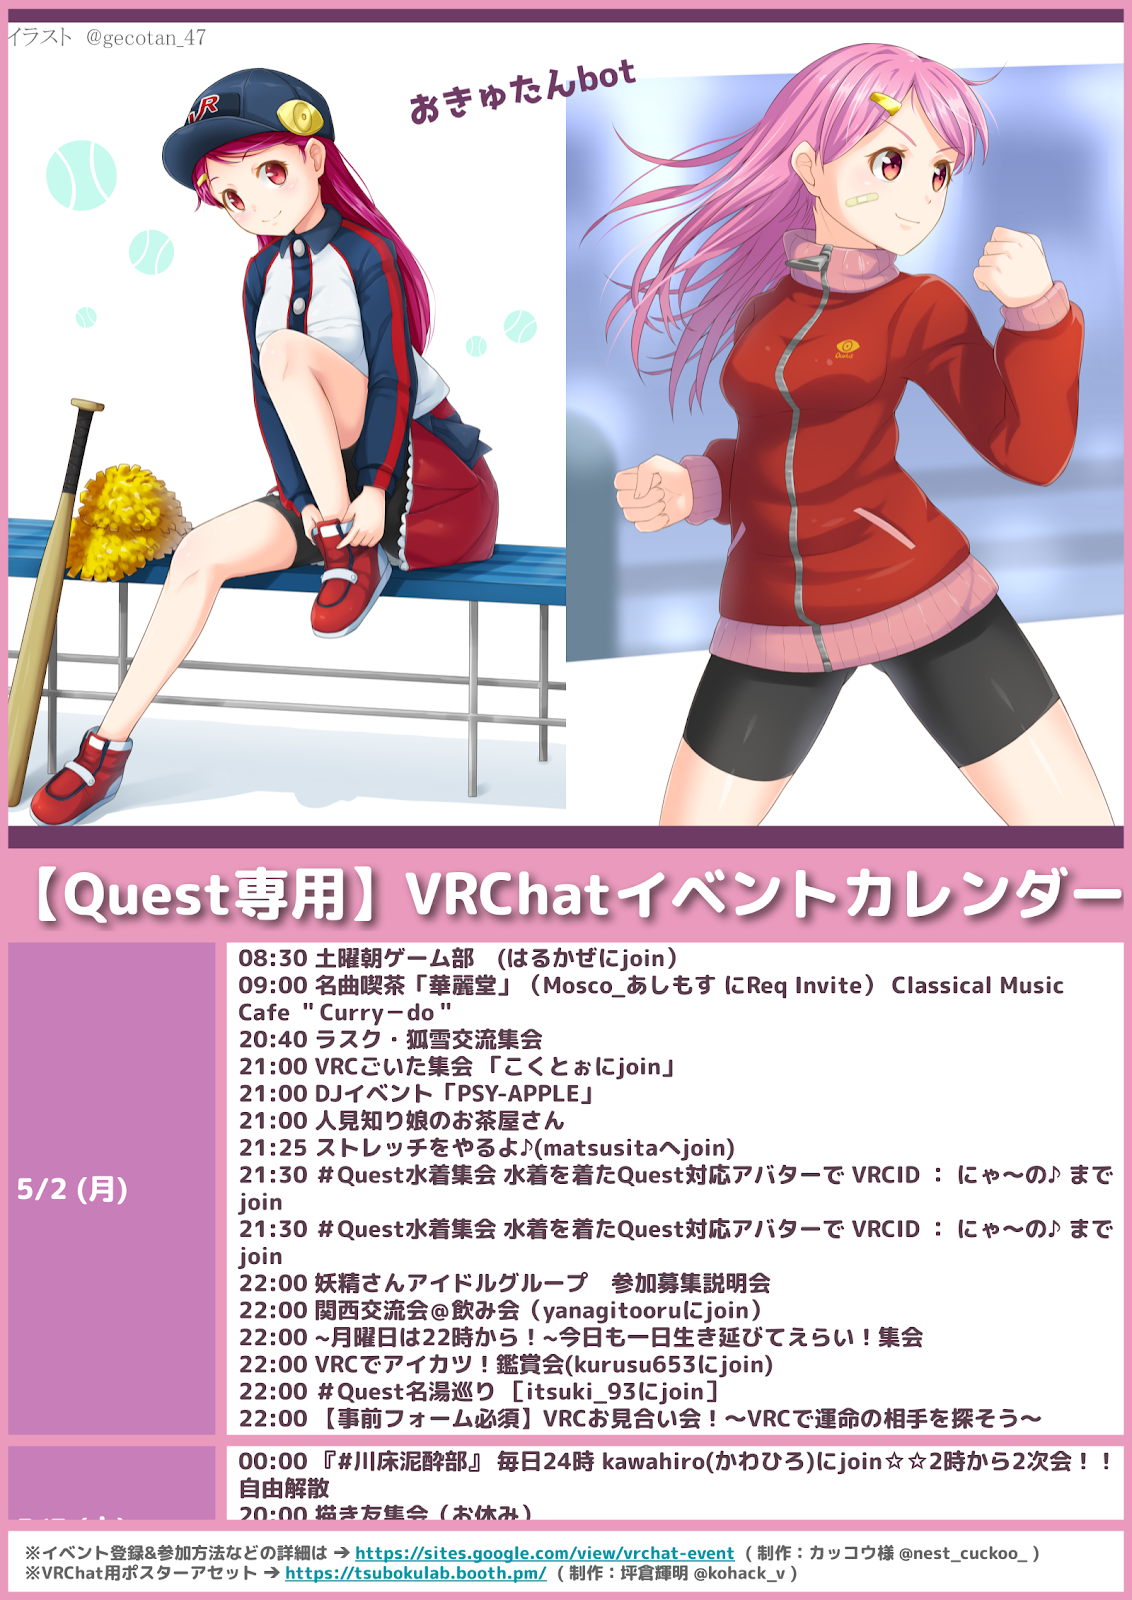 イラスト @gecotan_47
おきゅたんbot
VR
Quest
【Quest専用】VRChatイベントカレンダー
5/2 (月)
08:30 土曜朝ゲーム部 (はるかぜにjoin)
09:00 名曲喫茶「華麗堂」(Mosco_あしもす にReq Invite) Classical Music
Cafe ＂Curry－do＂
20:40 ラスク・狐雪交流集会
21:00 VRCごいた集会 「こくとぉにjoin」
21:00 DJイベント「PSY-APPLE」
21:00 人見知り娘のお茶屋さん
21:25 ストレッチをやるよ♪(matsusitaへjoin)
21:30 ＃Quest水着集会 水着を着たQuest対応アバターで VRCID ： にゃ～の♪ まで
join
21:30 ＃Quest水着集会 水着を着たQuest対応アバターで VRCID ： にゃ～の♪ まで
join
22:00 妖精さんアイドルグループ　参加募集説明会
22:00 関西交流会＠飲み会（yanagitooruにjoin）
22:00 ~月曜日は22時から！~今日も一日生き延びてえらい！集会
22:00 VRCでアイカツ！鑑賞会(kurusu653にjoin)
22:00 ＃Quest名湯巡り ［itsuki_93にjoin］
22:00 【事前フォーム必須】VRCお見合い会！～VRCで運命の相手を探そう～
00:00 『#川床泥酔部』 毎日24時 kawahiro(かわひろ)にjoin☆☆2時から2次会！！
自由解散
20:00 描き友集会（お休み）
※イベント登録&参加方法などの詳細は ➔ https://sites.google.com/view/vrchat-event ( 制作：カッコウ様 @nest_cuckoo_ )
※VRChat用ポスターアセット ➔ https://tsubokulab.booth.pm/ ( 制作：坪倉輝明 @kohack_v )